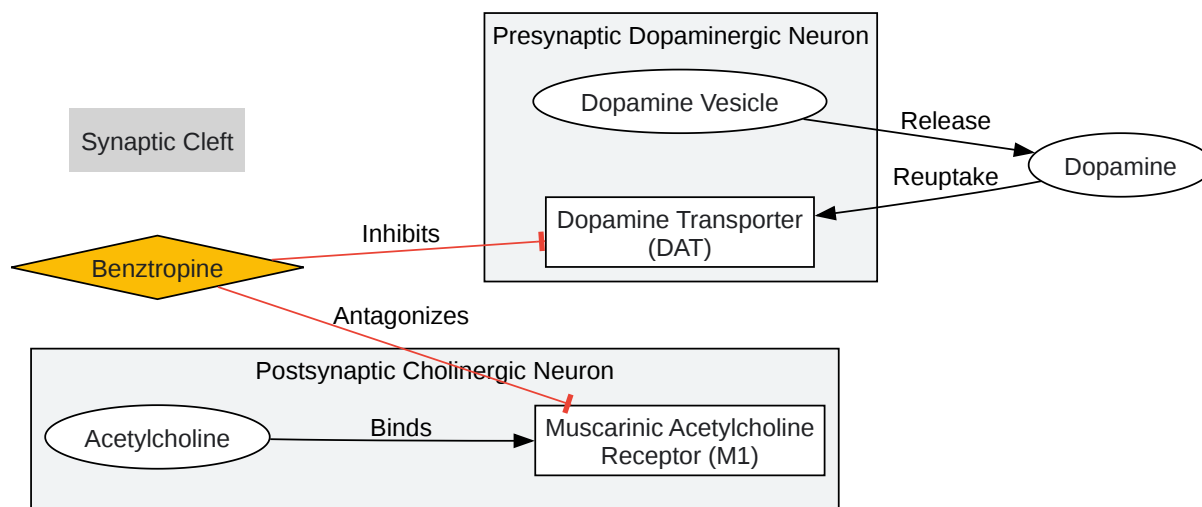 Presynaptic Dopaminergic Neuron
Dopamine Vesicle
Release
Synaptic Cleft
Dopamine
Reuptake
Dopamine Transporter
(DAT)
Inhibits
Benztropine
Antagonizes
Postsynaptic Cholinergic Neuron
Acetylcholine
Binds
Muscarinic Acetylcholine
Receptor (M1)